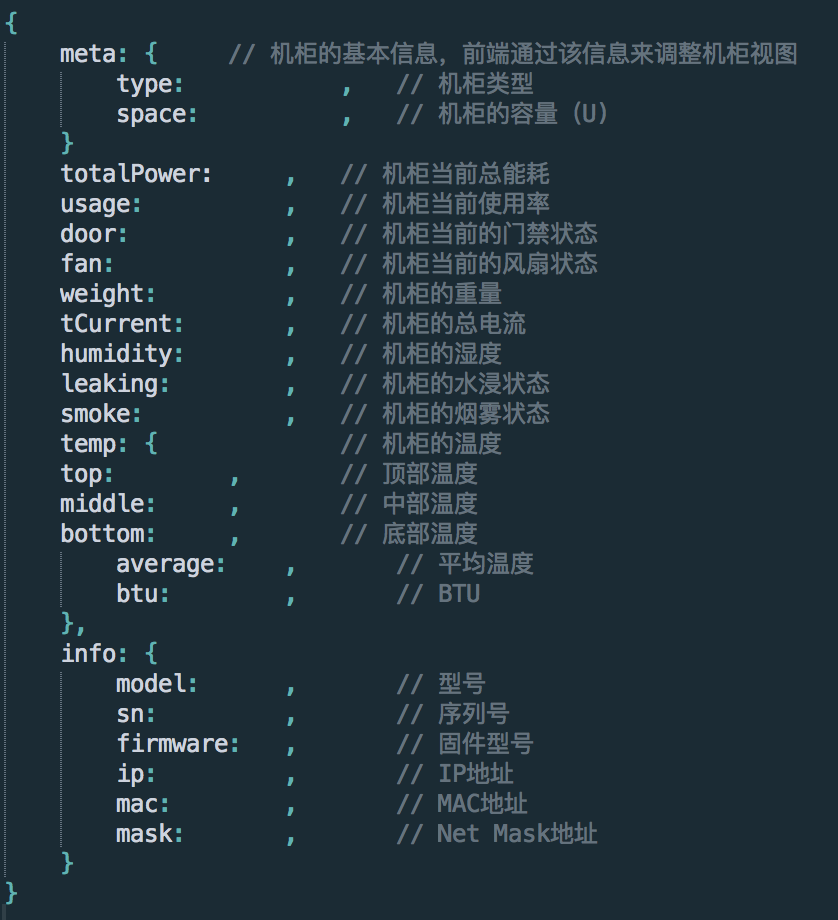 {
    meta: {     // 机柜的基本信息，前端通过该信息来调整机柜视图
        type:           ,   // 机柜类型
        space:          ,   // 机柜的容量（U）
    }
    totalPower:     ,   // 机柜当前总能耗
    usage:          ,   // 机柜当前使用率
    door:           ,   // 机柜当前的门禁状态
    fan:            ,   // 机柜当前的风扇状态
    weight:         ,   // 机柜的重量
    tCurrent:       ,   // 机柜的总电流
    humidity:       ,   // 机柜的湿度
    leaking:        ,   // 机柜的水浸状态
    smoke:          ,   // 机柜的烟雾状态
    temp: {             // 机柜的温度
    top:        ,       // 顶部温度
    middle:     ,       // 中部温度
    bottom:     ,       // 底部温度
        average:    ,       // 平均温度
        btu:        ,       // BTU
    },
    info: {
        model:      ,       // 型号
        sn:         ,       // 序列号
        firmware:   ,       // 固件型号
        ip:         ,       // IP地址
        mac:        ,       // MAC地址
        mask:       ,       // Net Mask地址
    }
}